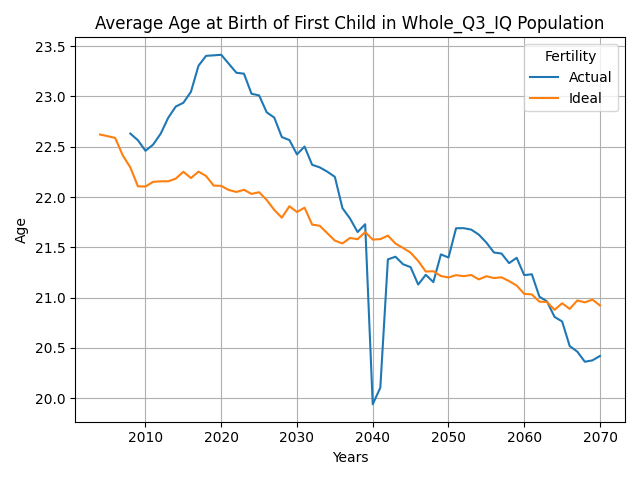 Average Age at Birth of First Child in Whole_Q3_IQ Population
Fertility
Actual
Ideal
Age
23.5
23.0
22.5
22.0
21.5
21.0
20.5
20.0
2010 2020 2030 2040 2050 2060 2070
Years